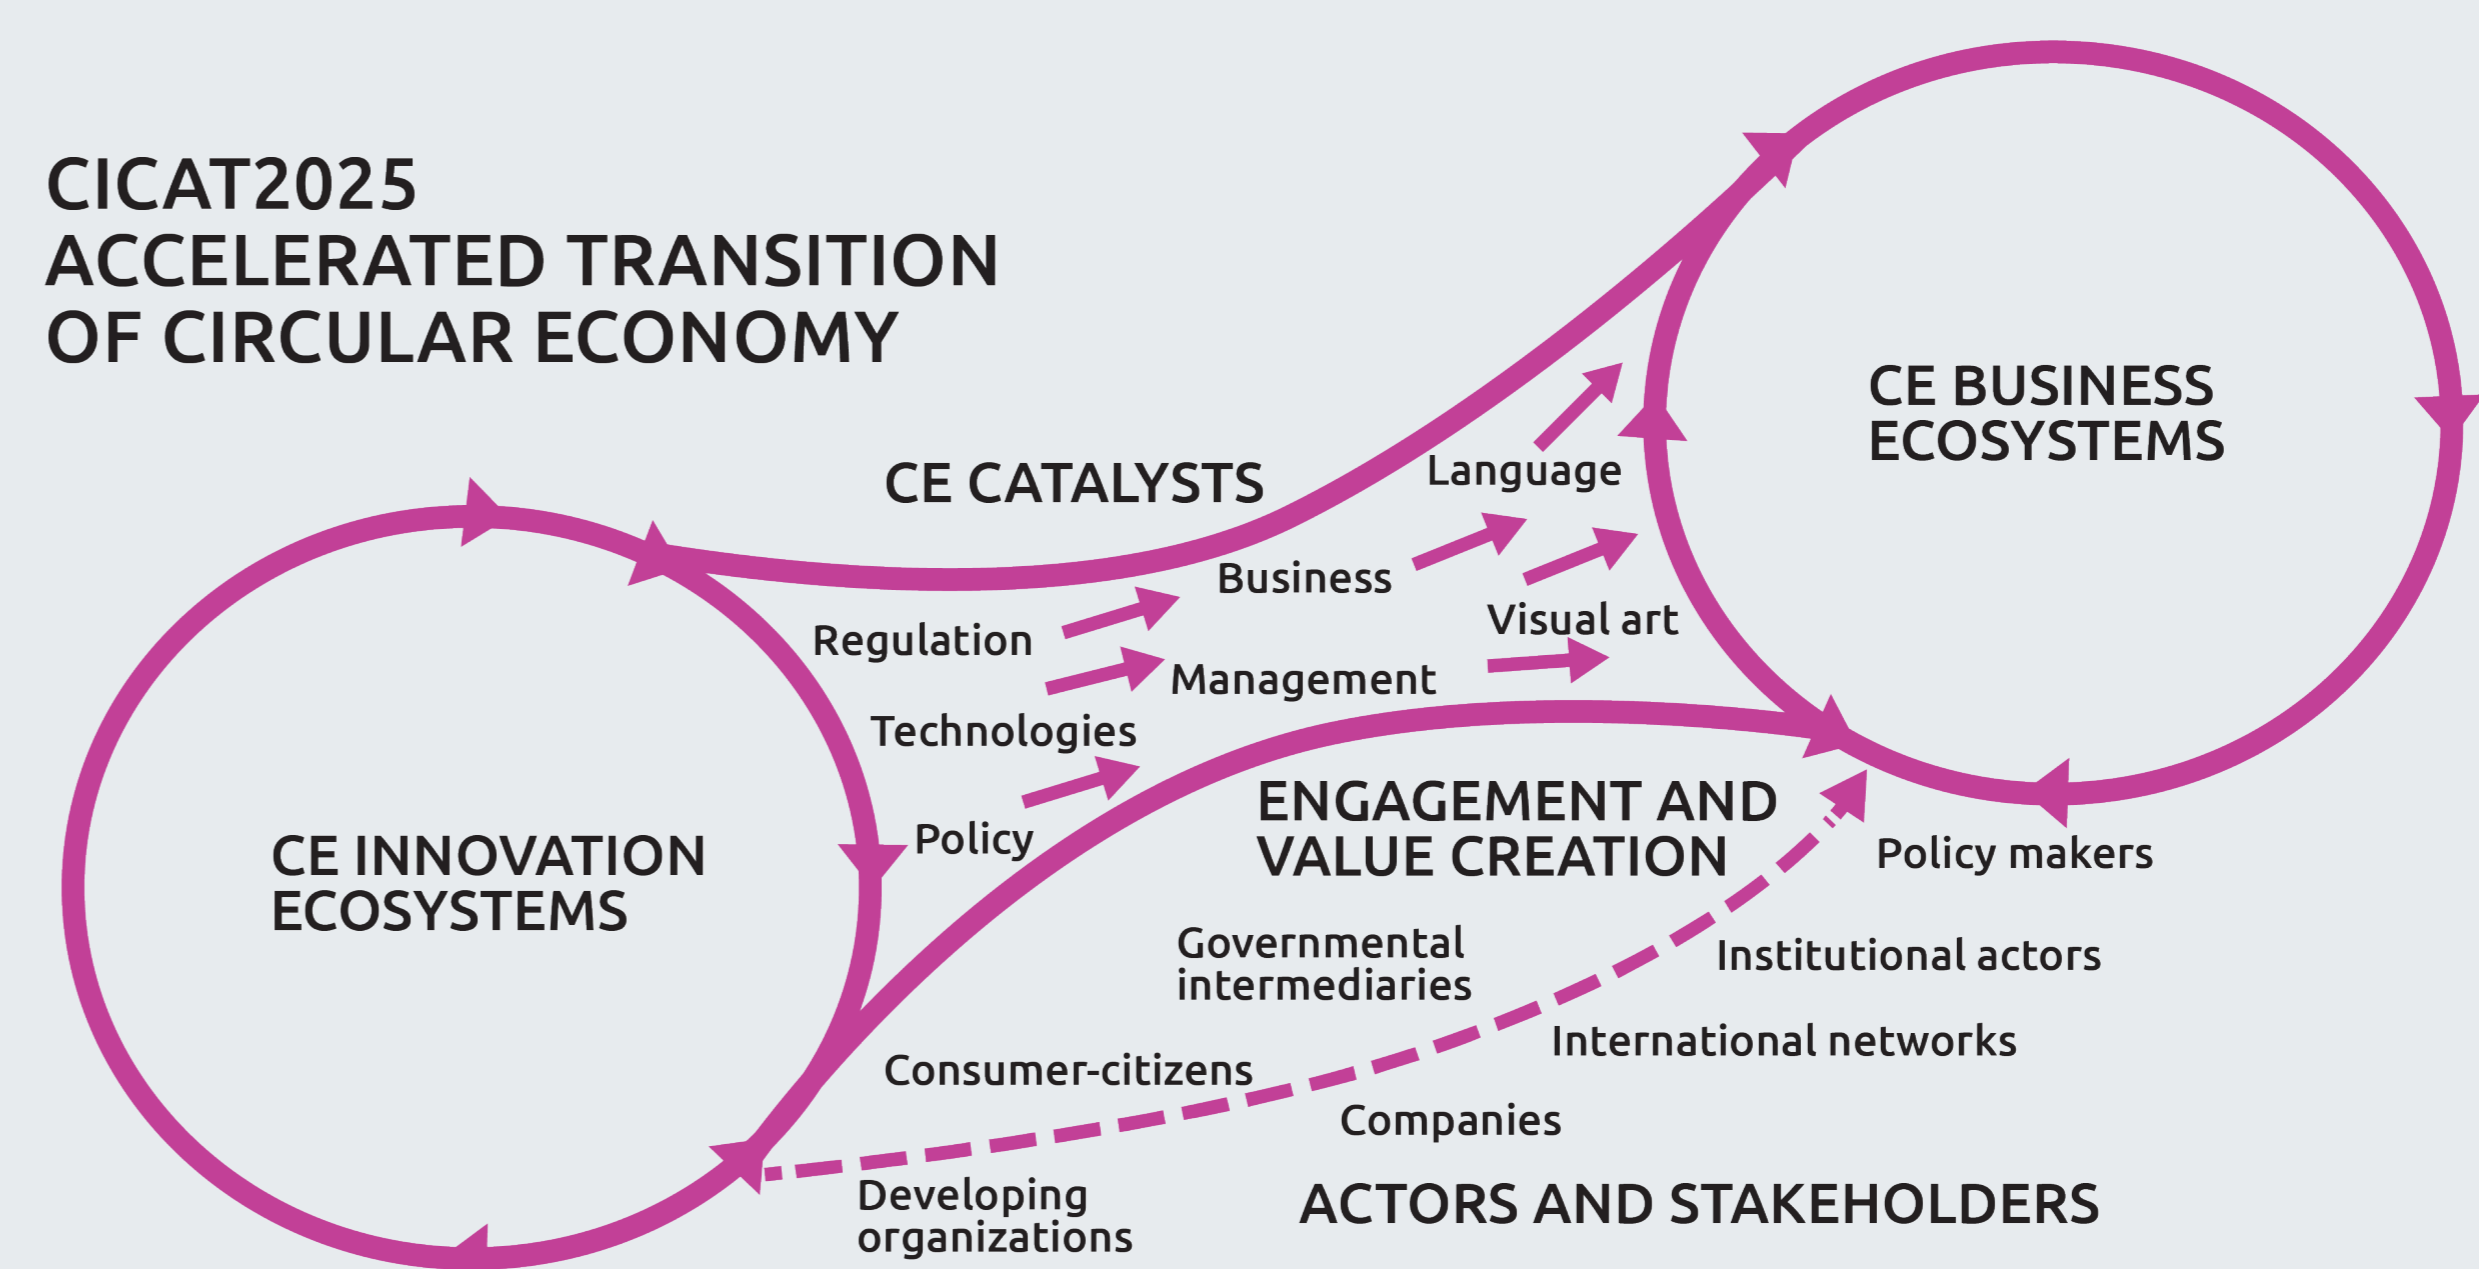 CICAT2025
ACCELERATED TRANSITION
OF CIRCULAR ECONOMY
CE BUSINESS
ECOSYSTEMS
CE CATALYSTS
Language
Business
Visual art
Regulation
Management
Technologies
Policy
CE INNOVATION
ECOSYSTEMS
ENGAGEMENT AND
VALUE CREATION
Policy makers
Governmental
intermediaries
Institutional actors
International networks
Consumer-citizens
Companies
Developing
organizations
ACTORS AND STAKEHOLDERS